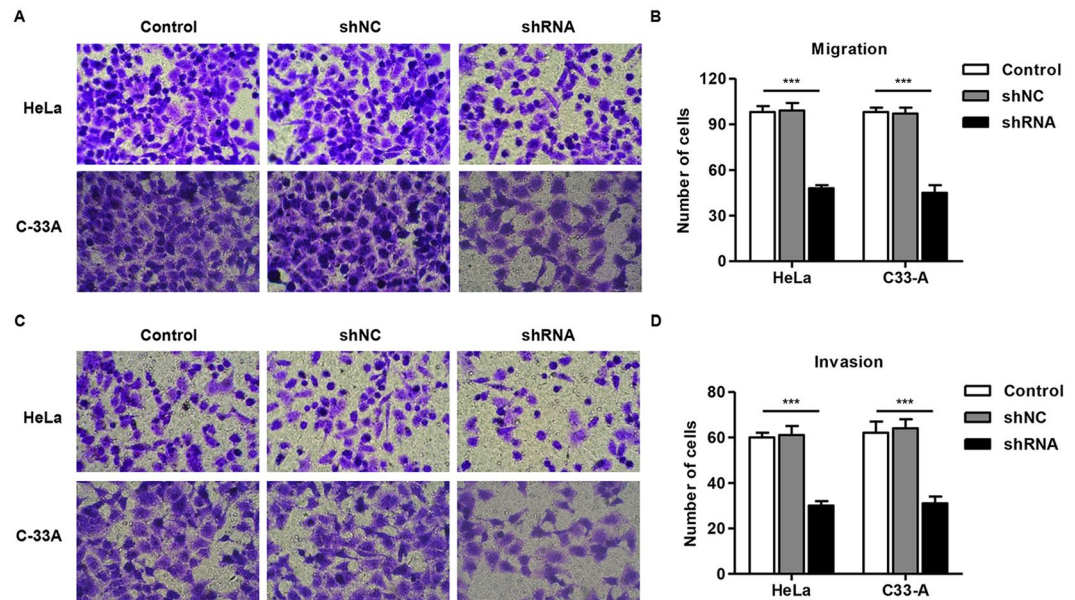 A
Control
shNC
shRNA
HeLa
C-33A
B
Migration
Number of cells
120
90
60
30
0
***
***
HeLa
C33-A
Control
shNC
shRNA
C
Control
shNC
shRNA
HeLa
C-33A
D
Invasion
Number of cells
80
60
40
20
0
***
***
HeLa
C33-A
Control
shNC
shRNA